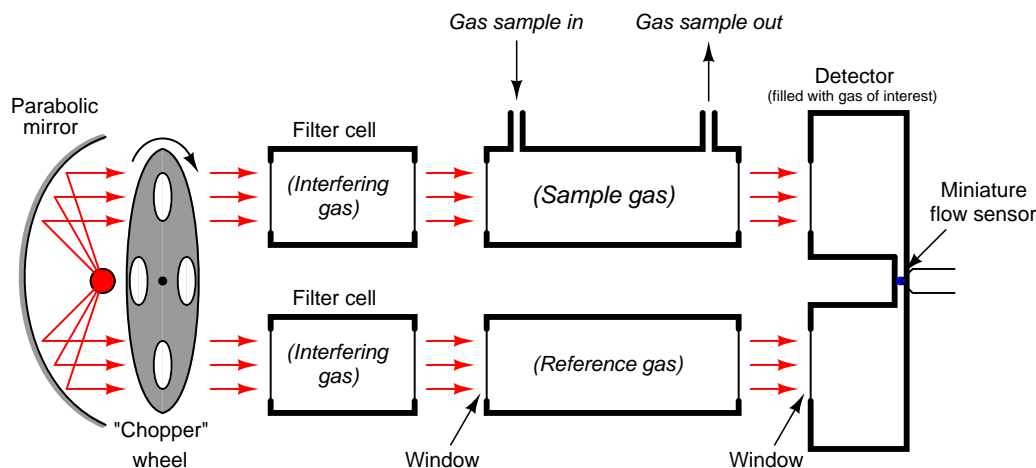 Gas sample in
Gas sample out
Detector
(filled with gas of interest)
Parabolic
mirror
Filter cell
(Interfering
gas)
(Sample gas)
Miniature
flow sensor
Filter cell
(Interfering
gas)
(Reference gas)
"Chopper"
wheel
Window
Window